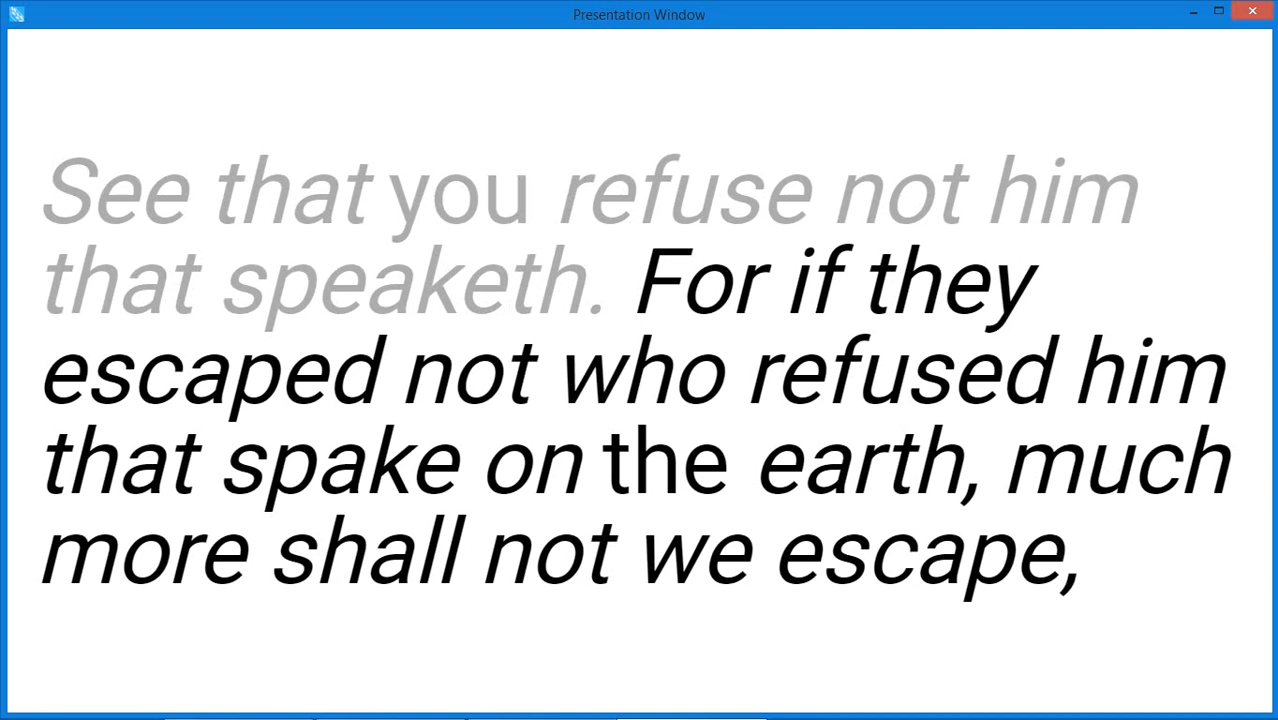 Presentation Window
See that you refuse not him
that speaketh. For if they
escaped not who refused him
that spake on the earth, much
more shall not we escape,